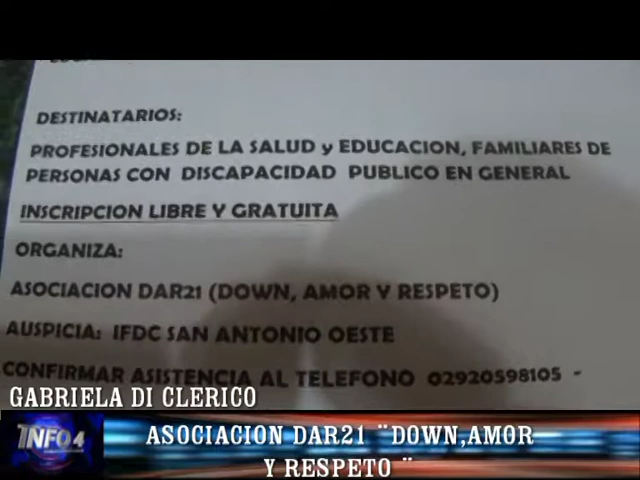 DESTINATARIOS:
PROFESIONALES DE LA SALUD y EDUCACION, FAMILIARES DE
PERSONAS CON DISCAPACIDAD PUBLICO EN GENERAL
INSCRIPCION LIBRE Y GRATUITA
ORGANIZA:
ASOCIACION DAR21 (DOWN, AMOR Y RESPETO)
AUSPICIA: IFDC SAN ANTONIO OESTE
CONFIRMAR ASISTENCIA AL TELEFONO 02920598105 -
GABRIELA DI CLERICO
INFO4
ASOCIACION DAR21 ¨DOWN,AMOR
Y RESPETO ¨